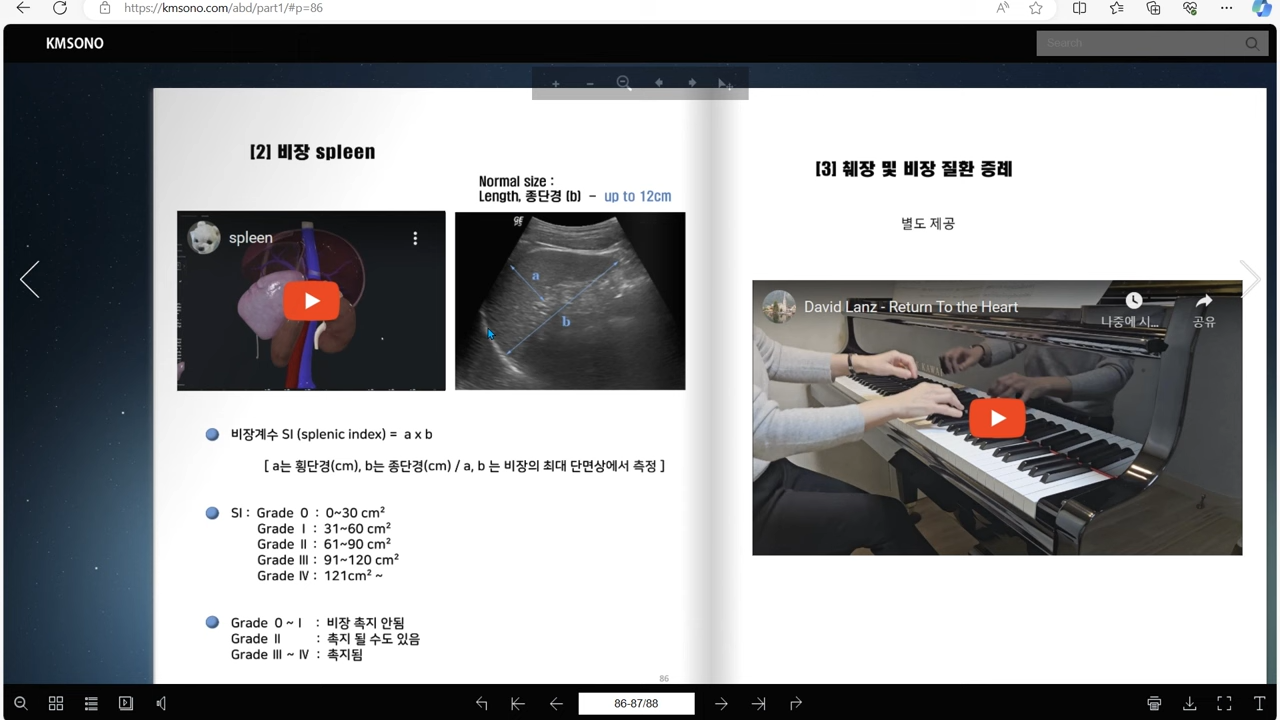 https://kmsono.com/abd/part1/#p=86
KMSONO
Search
[2] 비장 spleen
Normal size :
Length, 종단경 (b) – up to 12cm
spleen
a
b
비장계수 SI (splenic index) = a x b
[ a는 횡단경(cm), b는 종단경(cm) / a, b 는 비장의 최대 단면상에서 측정 ]
SI : Grade 0 : 0~30 cm²
Grade Ⅰ : 31~60 cm²
Grade Ⅱ : 61~90 cm²
Grade Ⅲ : 91~120 cm²
Grade Ⅳ : 121cm² ~
Grade 0 ~ Ⅰ : 비장 촉지 안됨
Grade Ⅱ : 촉지 될 수도 있음
Grade Ⅲ ~ Ⅳ : 촉지됨
86
[3] 췌장 및 비장 질환 증례
별도 제공
David Lanz - Return To the Heart
나중에 시...
공유
86-87/88